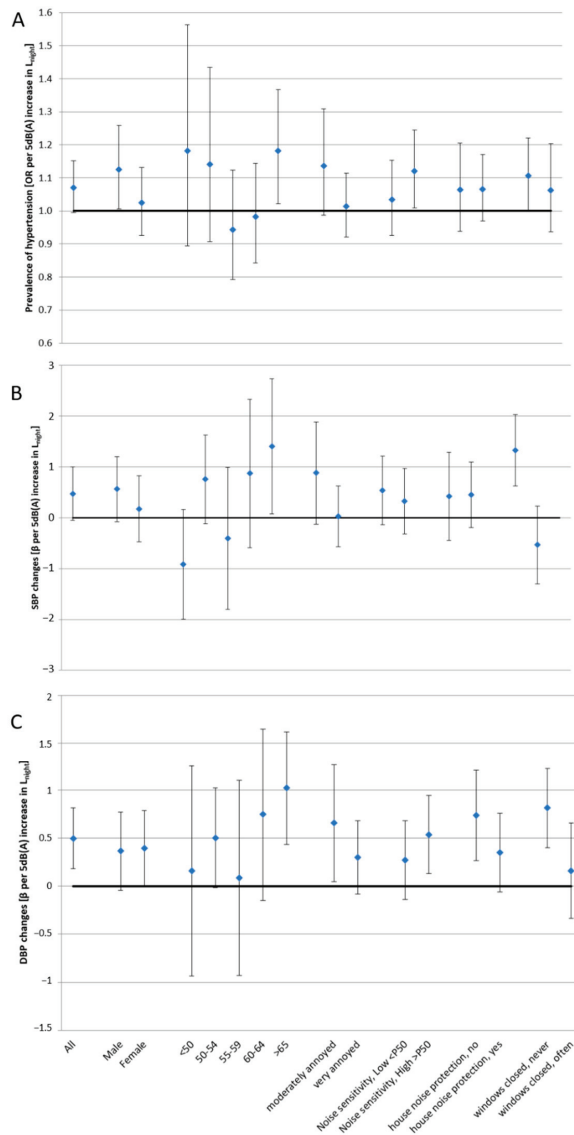 A
Prevalence of hypertension [OR per 5dB(A) increase in Lnight]
1.6
1.5
1.4
1.3
1.2
1.1
1.0
0.9
0.8
0.7
0.6
B
SBP changes [β per 5dB(A) increase in Lnight]
3
2
1
0
−1
−2
−3
C
DBP changes [β per 5dB(A) increase in Lnight]
2
1.5
1
0.5
0
−0.5
−1
−1.5
All
Male
Female
<50
50-54
55-59
60-64
>65
moderately annoyed
very annoyed
Noise sensitivity, Low <P50
Noise sensitivity, High >P50
house noise protection, no
house noise protection, yes
windows closed, never
windows closed, often